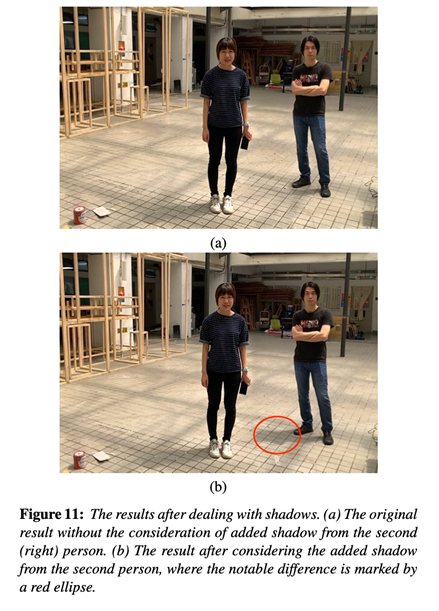 (a)
(b)
Figure 11: The results after dealing with shadows. (a) The original
result without the consideration of added shadow from the second
(right) person. (b) The result after considering the added shadow
from the second person, where the notable difference is marked by
a red ellipse.